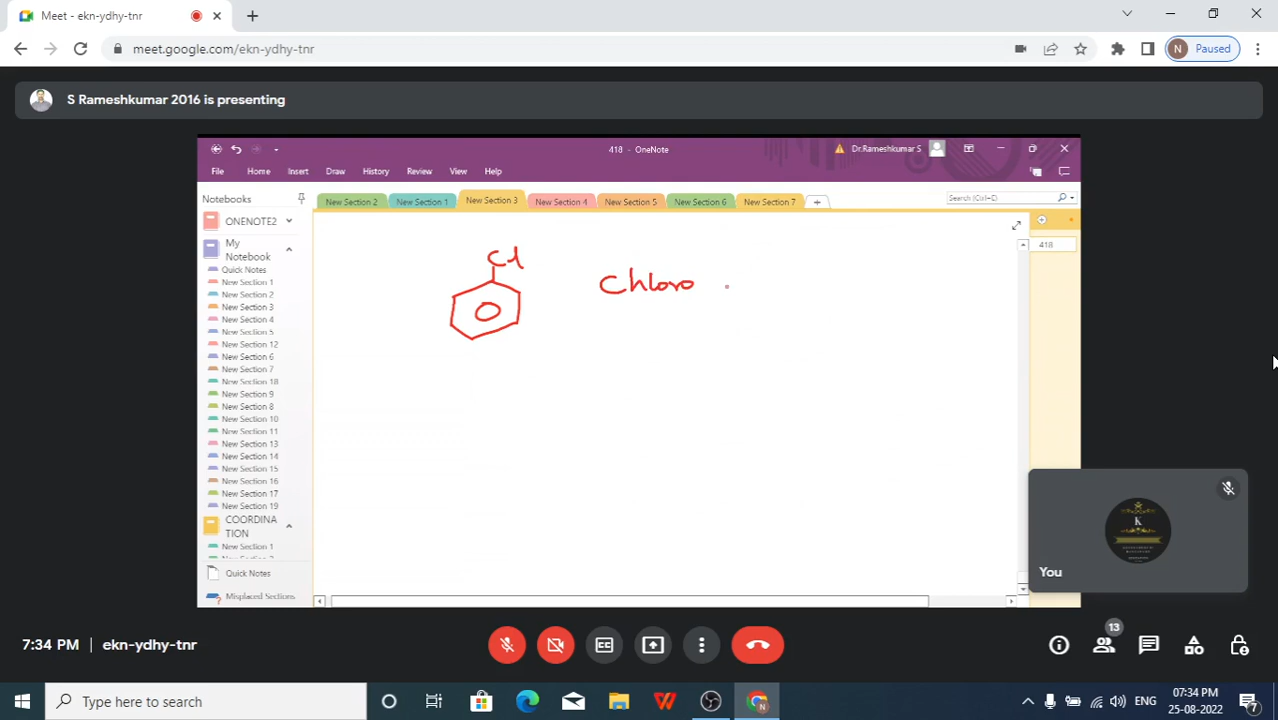 Meet - ekn-ydhy-tnr
meet.google.com/ekn-ydhy-tnr
N Paused
S Rameshkumar 2016 is presenting
418 - OneNote
Dr.Rameshkumar S
File Home Insert Draw History Review View Help
Notebooks
New Section 2 New Section 1 New Section 3 New Section 4 New Section 5 New Section 6 New Section 7
Search (Ctrl+E)
ONENOTE2
My Notebook
Quick Notes
New Section 1
New Section 2
New Section 3
New Section 4
New Section 5
New Section 12
New Section 6
New Section 7
New Section 18
New Section 9
New Section 8
New Section 10
New Section 11
New Section 13
New Section 14
New Section 15
New Section 16
New Section 17
New Section 19
COORDINA
TION
New Section 1
Quick Notes
Misplaced Sections
418
Cl
Chloro
K
You
7:34 PM | ekn-ydhy-tnr
CC
13
Type here to search
ENG
07:34 PM
25-08-2022
7
N